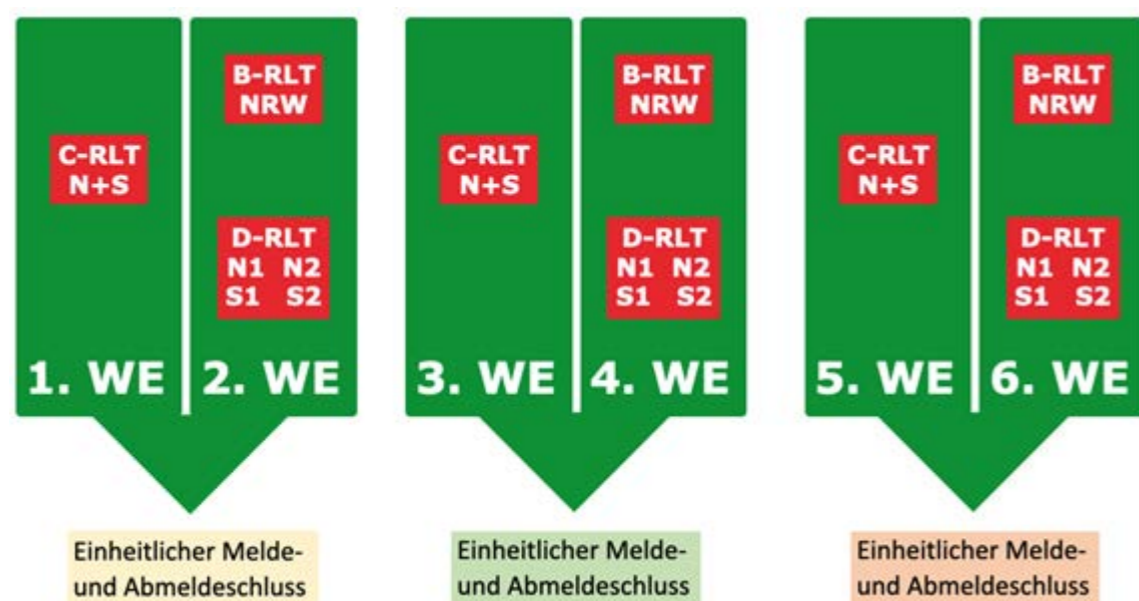 B-RLT
NRW
C-RLT
N+S
D-RLT
N1 N2
S1 S2
1. WE
2. WE
Einheitlicher Melde-
und Abmeldeschluss
B-RLT
NRW
C-RLT
N+S
D-RLT
N1 N2
S1 S2
3. WE
4. WE
Einheitlicher Melde-
und Abmeldeschluss
B-RLT
NRW
C-RLT
N+S
D-RLT
N1 N2
S1 S2
5. WE
6. WE
Einheitlicher Melde-
und Abmeldeschluss